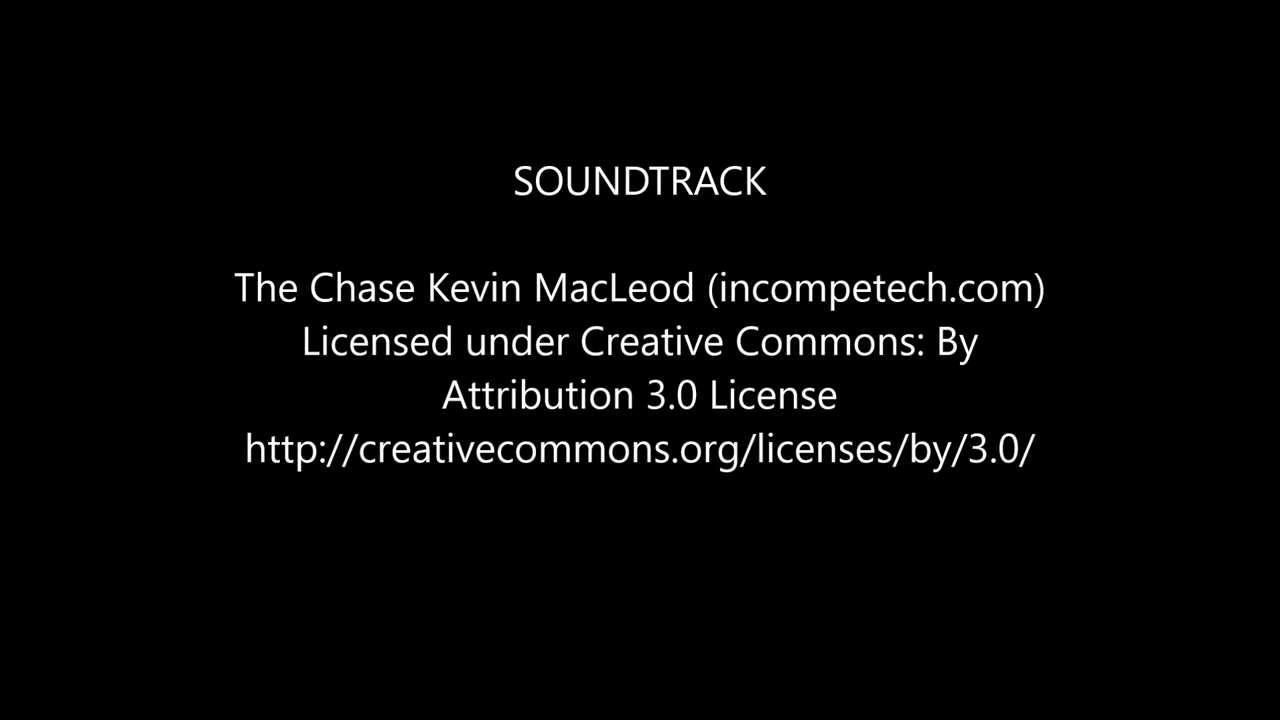 SOUNDTRACK
The Chase Kevin MacLeod (incompetech.com)
Licensed under Creative Commons: By
Attribution 3.0 License
http://creativecommons.org/licenses/by/3.0/